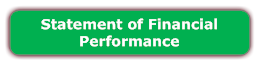 Statement of Financial
Performance